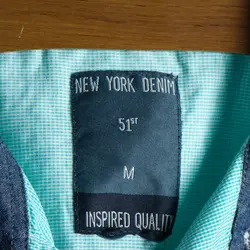 NEW YORK DENIM
51ST
M
INSPIRED QUALITY